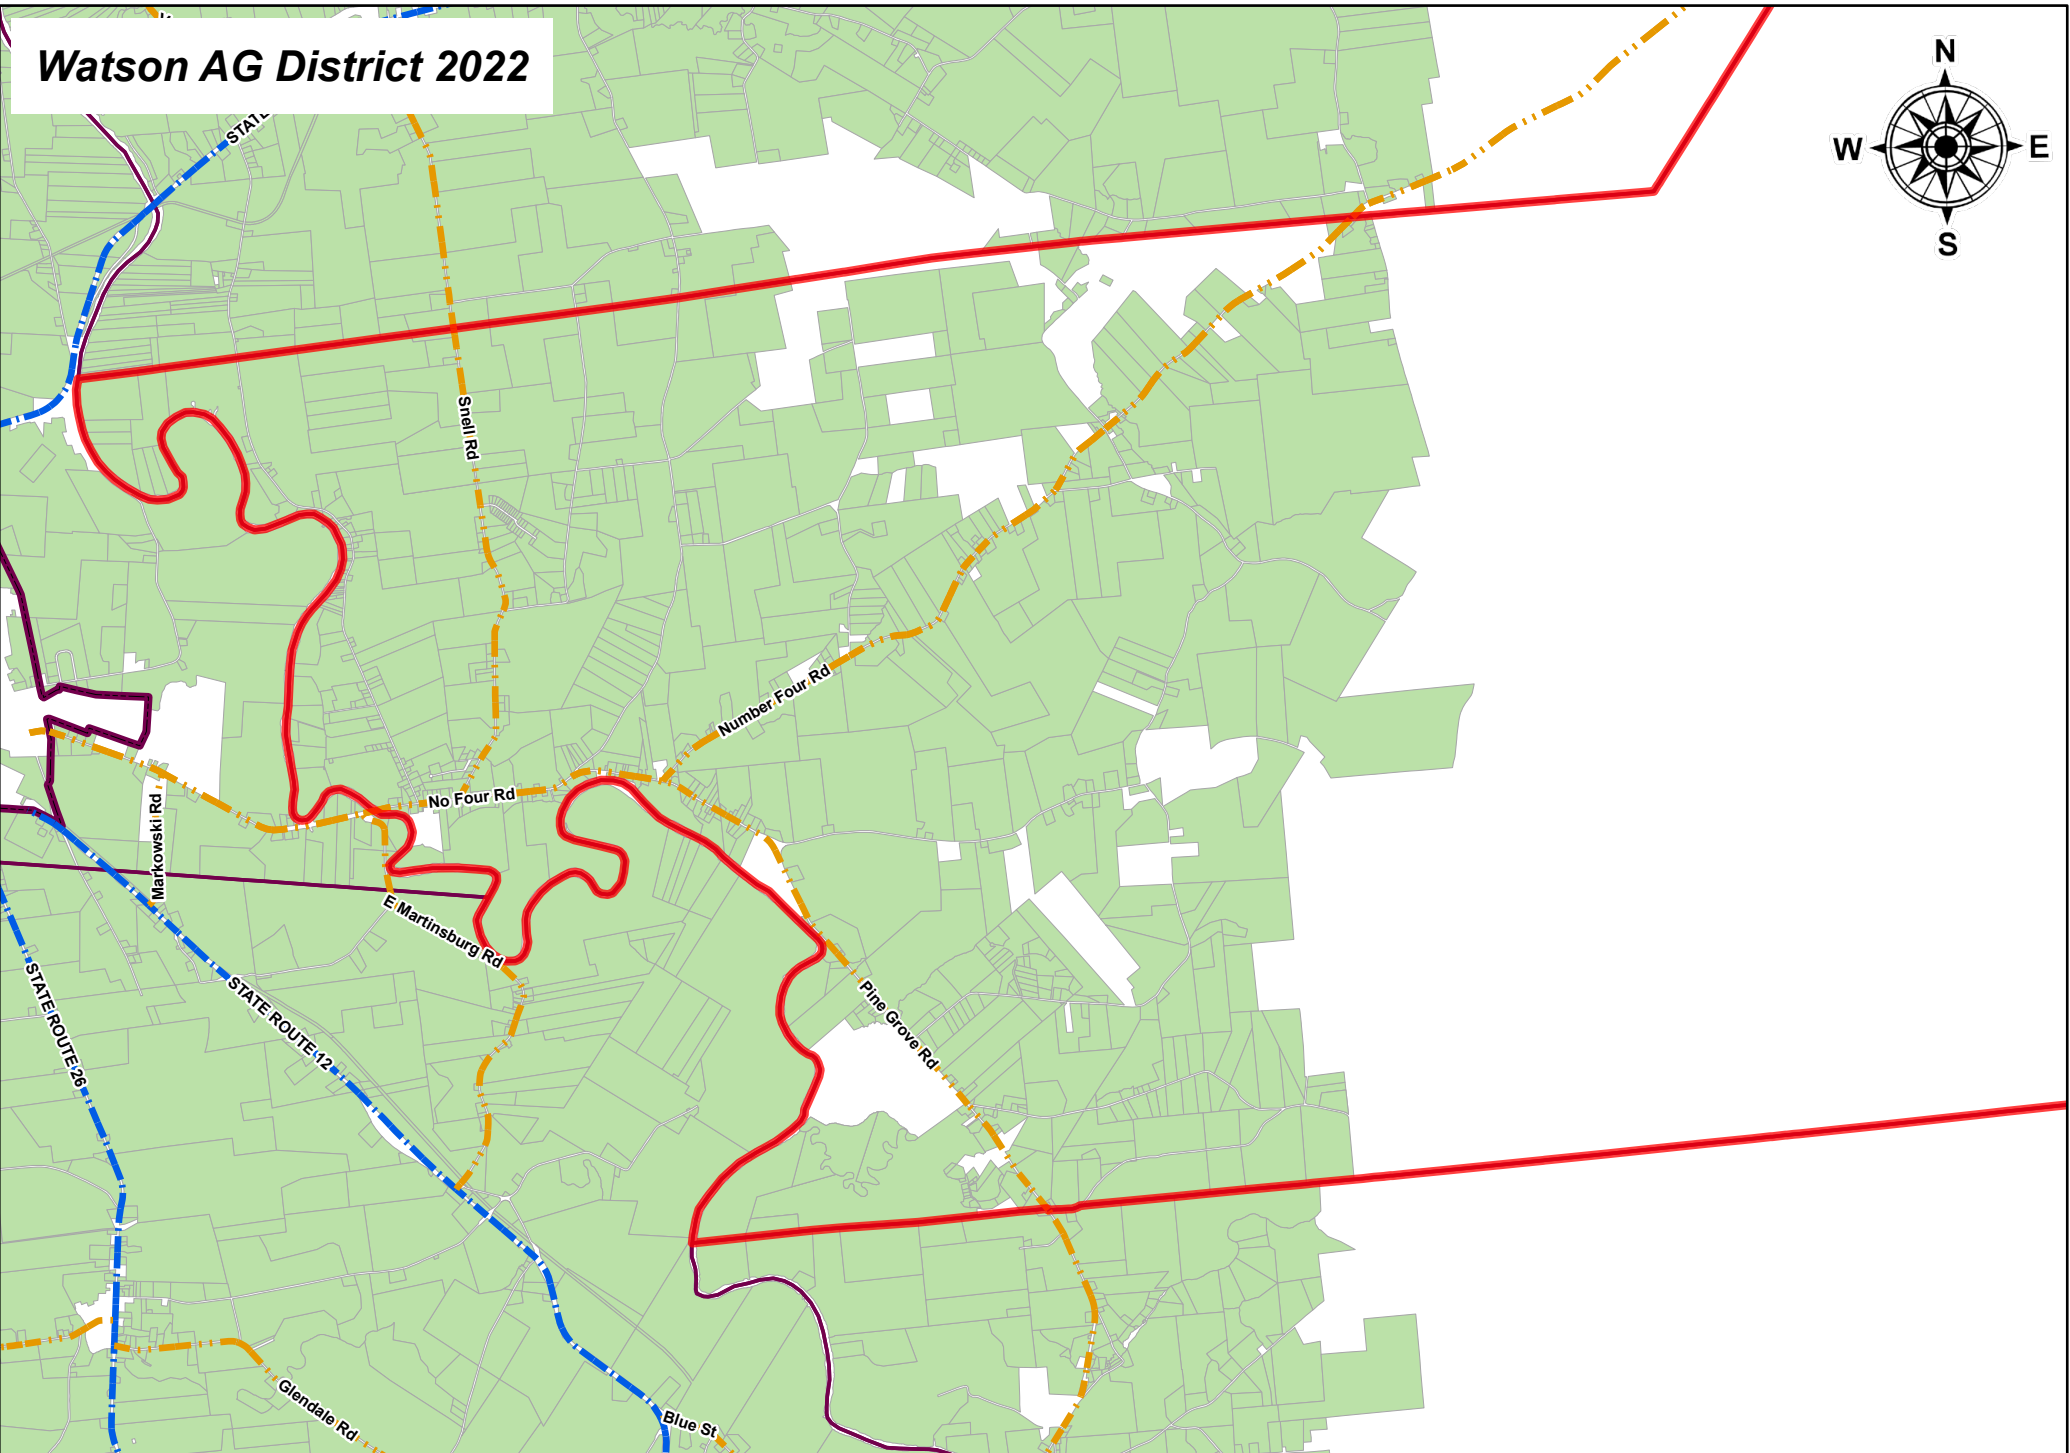 Watson AG District 2022
STATE
N
W
E
S
Snell Rd
Number Four Rd
No Four Rd
Markowski Rd
E Martinsburg Rd
STATE ROUTE 26
STATE ROUTE 12
Pine Grove Rd
Glendale Rd
Blue St